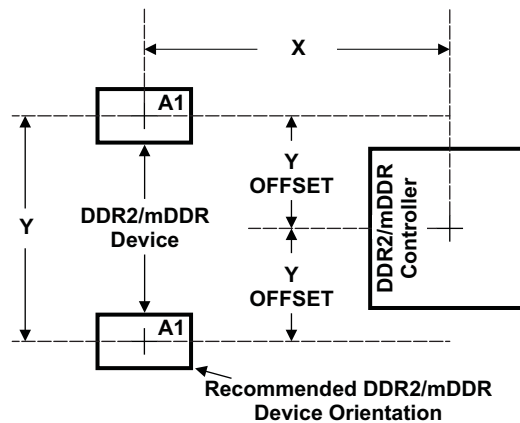 X
A1
Y
OFFSET
Y
DDR2/mDDR
Device
DDR2/mDDR
Controller
Y
OFFSET
A1
Recommended DDR2/mDDR
Device Orientation